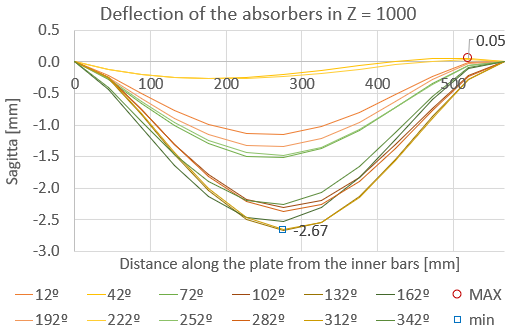 Deflection of the absorbers in Z = 1000
0.5
0.05
0.0
0 100 200 300 400 500
-0.5
-1.0
-1.5
-2.0
-2.5
-2.67
-3.0
Sagitta [mm]
Distance along the plate from the inner bars [mm]
12º 42º 72º 102º 132º 162º MAX
192º 222º 252º 282º 312º 342º min